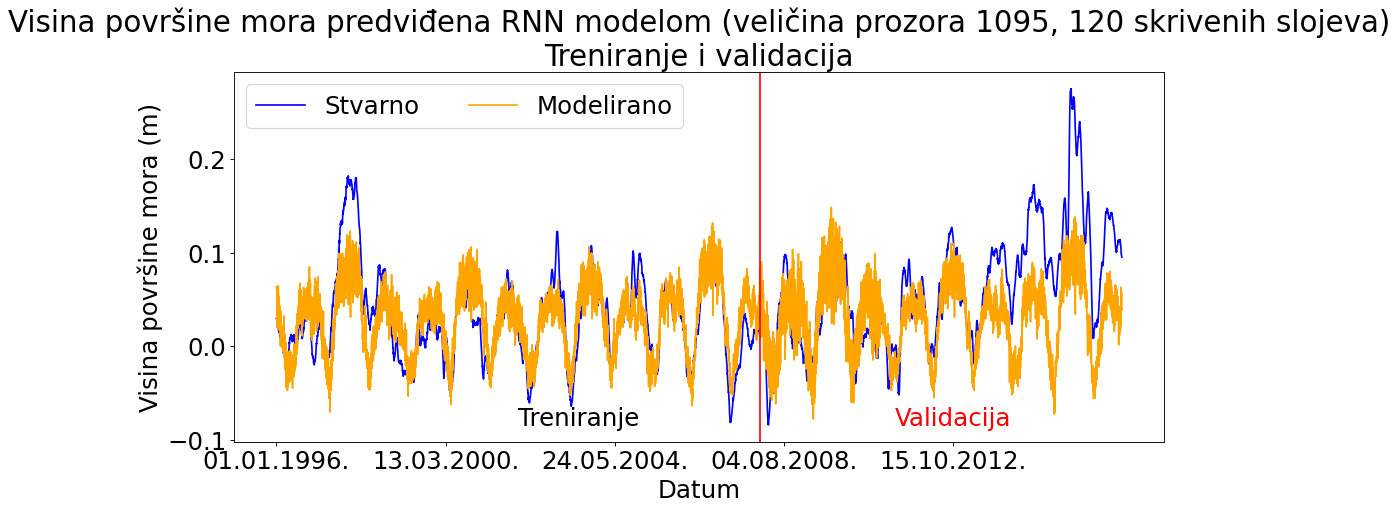 Visina površine mora predviđena RNN modelom (veličina prozora 1095, 120 skrivenih slojeva)
Treniranje i validacija
Stvarno Modelirano
Visina površine mora (m)
0.2
0.1
0.0
−0.1
Treniranje Validacija
01.01.1996. 13.03.2000. 24.05.2004. 04.08.2008. 15.10.2012.
Datum